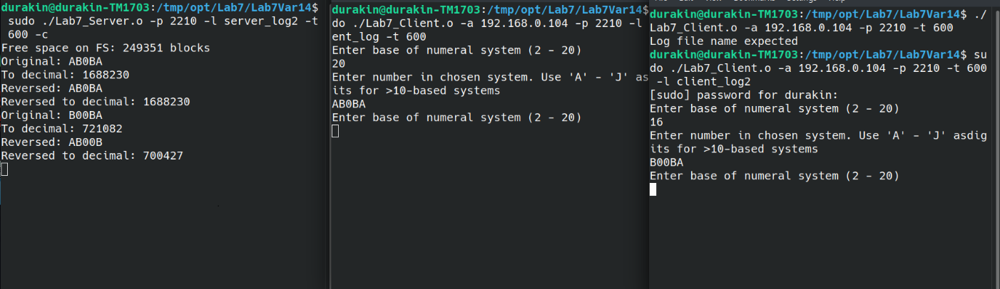 durakin@durakin-TM1703:/tmp/opt/Lab7/Lab7Var14$
sudo ./Lab7_Server.o -p 2210 -l server_log2 -t
600 -c
Free space on FS: 249351 blocks
Original: AB0BA
To decimal: 1688230
Reversed: AB0BA
Reversed to decimal: 1688230
Original: B00BA
To decimal: 721082
Reversed: AB00B
Reversed to decimal: 700427
durakin@durakin-TM1703:/tmp/opt/Lab7/Lab7Var14$
do ./Lab7_Client.o -a 192.168.0.104 -p 2210 -l
ent_log -t 600
Enter base of numeral system (2 - 20)
20
Enter number in chosen system. Use 'A' - 'J' as
its for >10-based systems
AB0BA
Enter base of numeral system (2 - 20)
durakin@durakin-TM1703:/tmp/opt/Lab7/Lab7Var14$ ./
Lab7_Client.o -a 192.168.0.104 -p 2210 -t 600
Log file name expected
durakin@durakin-TM1703:/tmp/opt/Lab7/Lab7Var14$ su
do ./Lab7_Client.o -a 192.168.0.104 -p 2210 -t 600
-l client_log2
[sudo] password for durakin:
Enter base of numeral system (2 - 20)
16
Enter number in chosen system. Use 'A' - 'J' asdig
its for >10-based systems
B00BA
Enter base of numeral system (2 - 20)